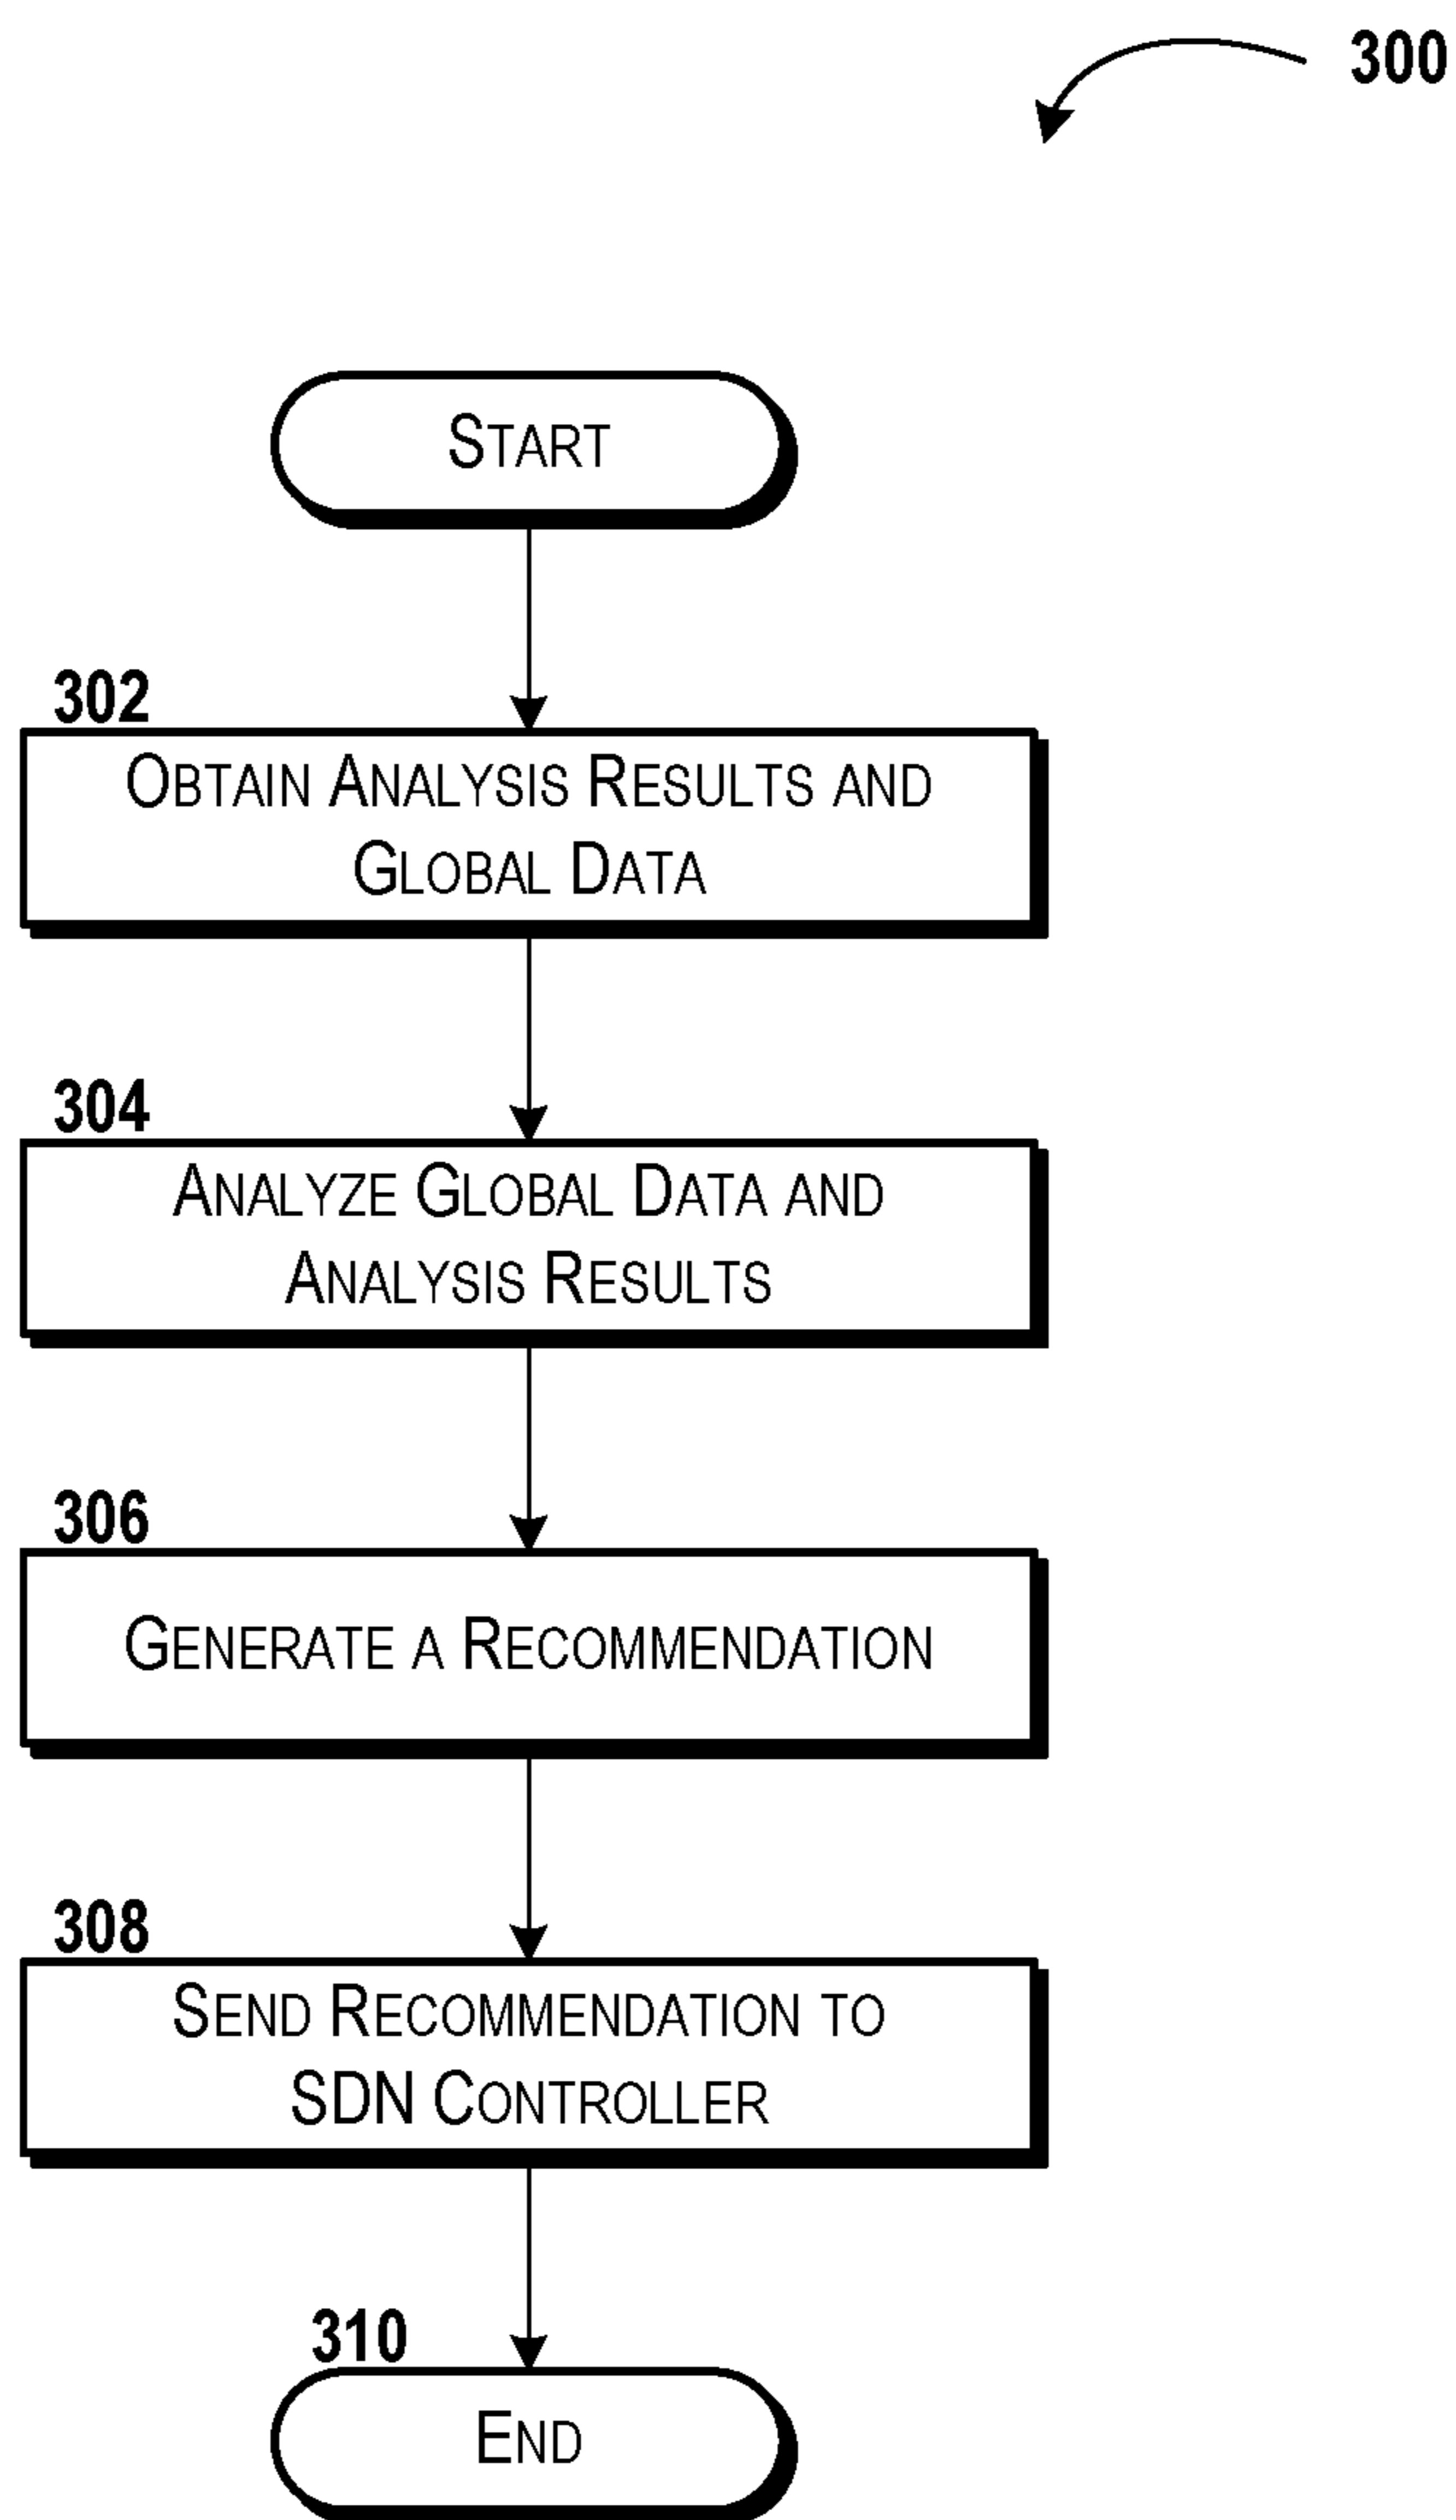 300
START
302
OBTAIN ANALYSIS RESULTS AND
GLOBAL DATA
304
ANALYZE GLOBAL DATA AND
ANALYSIS RESULTS
306
GENERATE A RECOMMENDATION
308
SEND RECOMMENDATION TO
SDN CONTROLLER
310
END